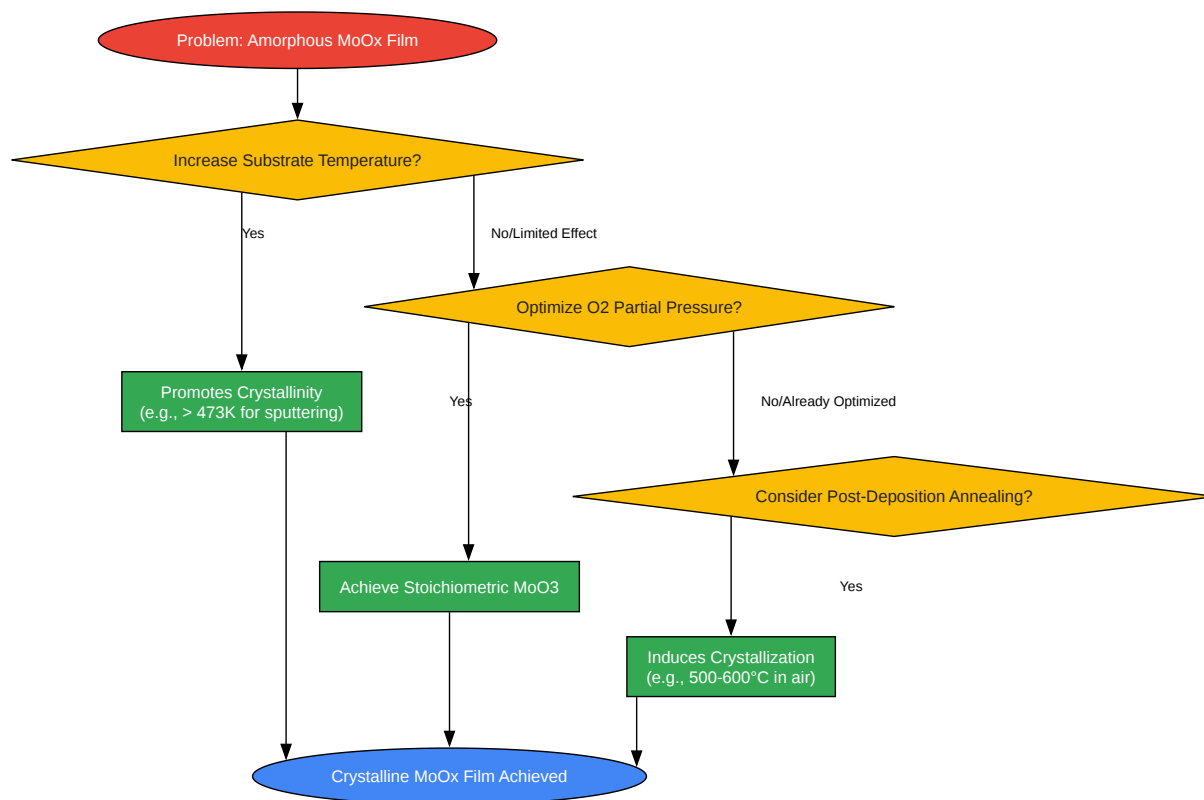 Problem: Amorphous MoOx Film
Increase Substrate Temperature?
Yes
No/Limited Effect
Optimize O2 Partial Pressure?
Promotes Crystallinity
(e.g., > 473K for sputtering)
Yes
No/Already Optimized
Consider Post-Deposition Annealing?
Achieve Stoichiometric MoO3
Yes
Induces Crystallization
(e.g., 500-600°C in air)
Crystalline MoOx Film Achieved